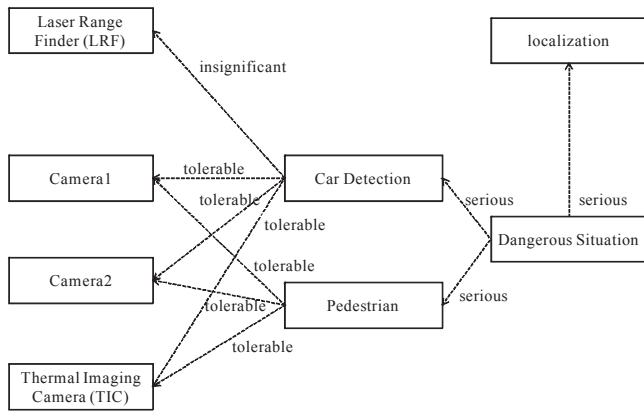 Laser Range
Finder (LRF)
localization
insignificant
Camera1
tolerable
Car Detection
tolerable
serious
serious
tolerable
Dangerous Situation
tolerable
Camera2
serious
tolerable
Pedestrian
tolerable
Thermal Imaging
Camera (TIC)